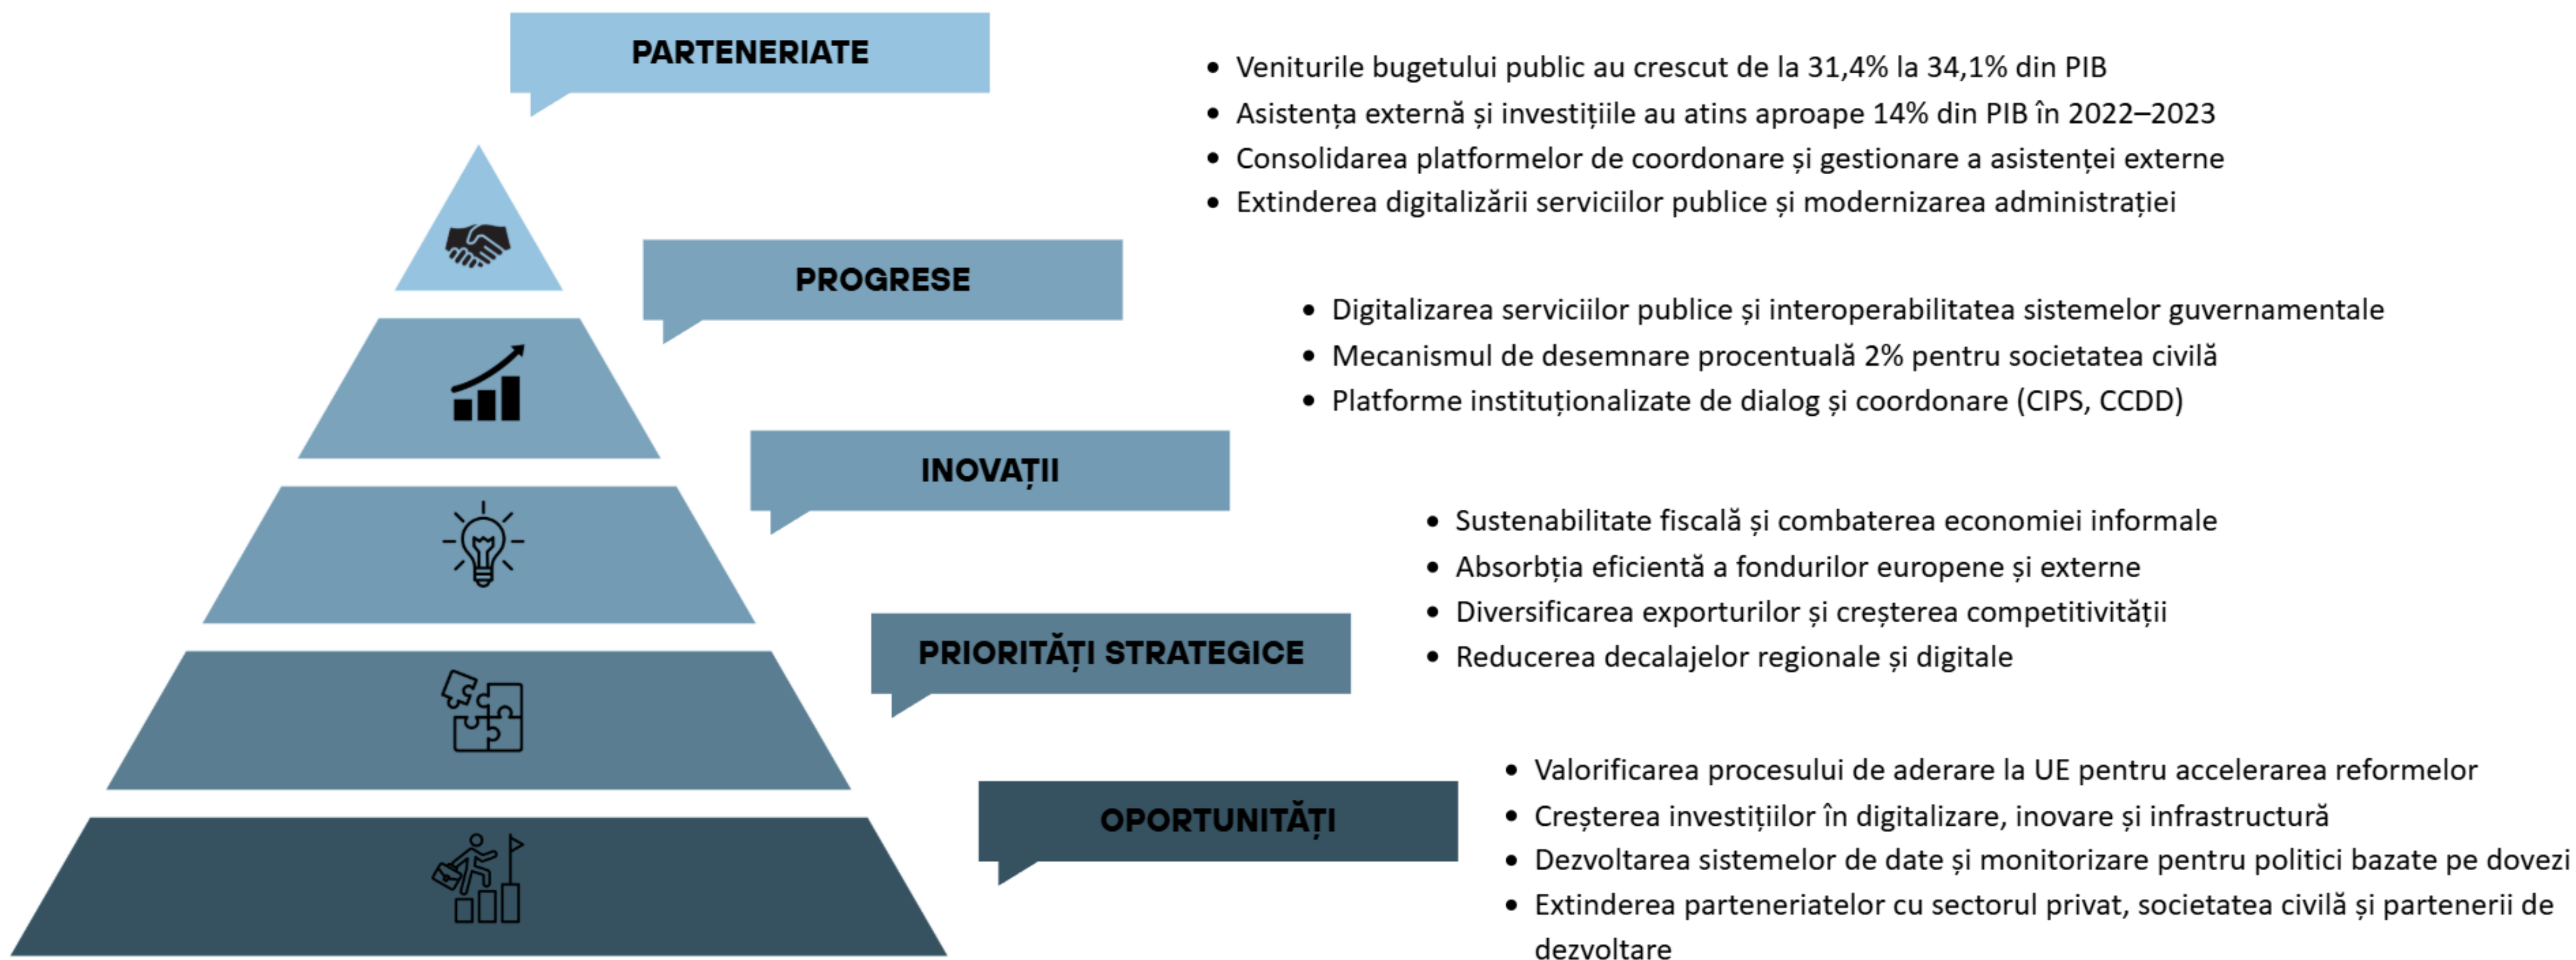 PARTENERIATE
• Veniturile bugetului public au crescut de la 31,4% la 34,1% din PIB
• Asistența externă și investițiile au atins aproape 14% din PIB în 2022–2023
• Consolidarea platformelor de coordonare și gestionare a asistenței externe
• Extinderea digitalizării serviciilor publice și modernizarea administrației
PROGRESE
• Digitalizarea serviciilor publice și interoperabilitatea sistemelor guvernamentale
• Mecanismul de desemnare procentuală 2% pentru societatea civilă
• Platforme instituționalizate de dialog și coordonare (CIPS, CCDD)
INOVAȚII
• Sustenabilitate fiscală și combaterea economiei informale
• Absorbția eficientă a fondurilor europene și externe
• Diversificarea exporturilor și creșterea competitivității
• Reducerea decalajelor regionale și digitale
PRIORITĂȚI STRATEGICE
• Valorificarea procesului de aderare la UE pentru accelerarea reformelor
• Creșterea investițiilor în digitalizare, inovare și infrastructură
• Dezvoltarea sistemelor de date și monitorizare pentru politici bazate pe dovezi
• Extinderea parteneriatelor cu sectorul privat, societatea civilă și partenerii de
dezvoltare
OPORTUNITĂȚI